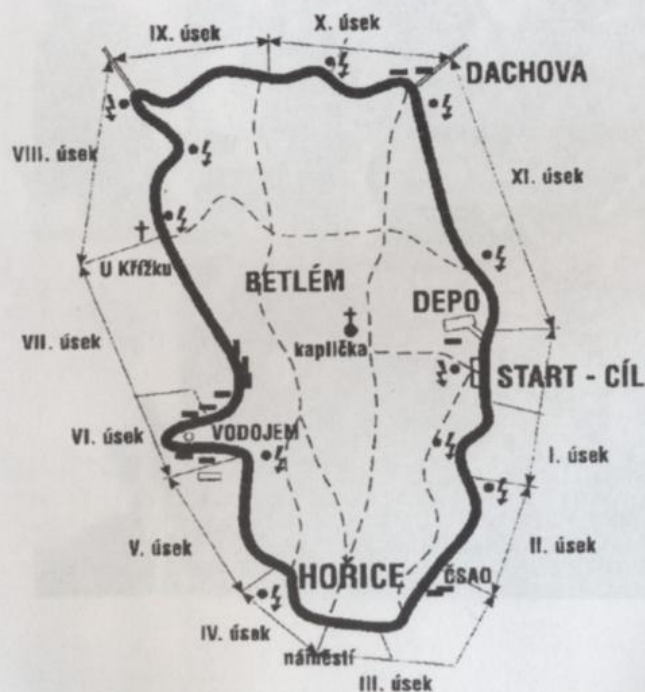 IX. úsek
X. úsek
DACHOVA
VIII. úsek
XI. úsek
U Křížku
BETLÉM
DEPO
kaplička
VII. úsek
START - CÍL
VI. úsek
VODOJEM
I. úsek
V. úsek
II. úsek
HOŘICE
ČSAO
IV. úsek
náměstí
III. úsek